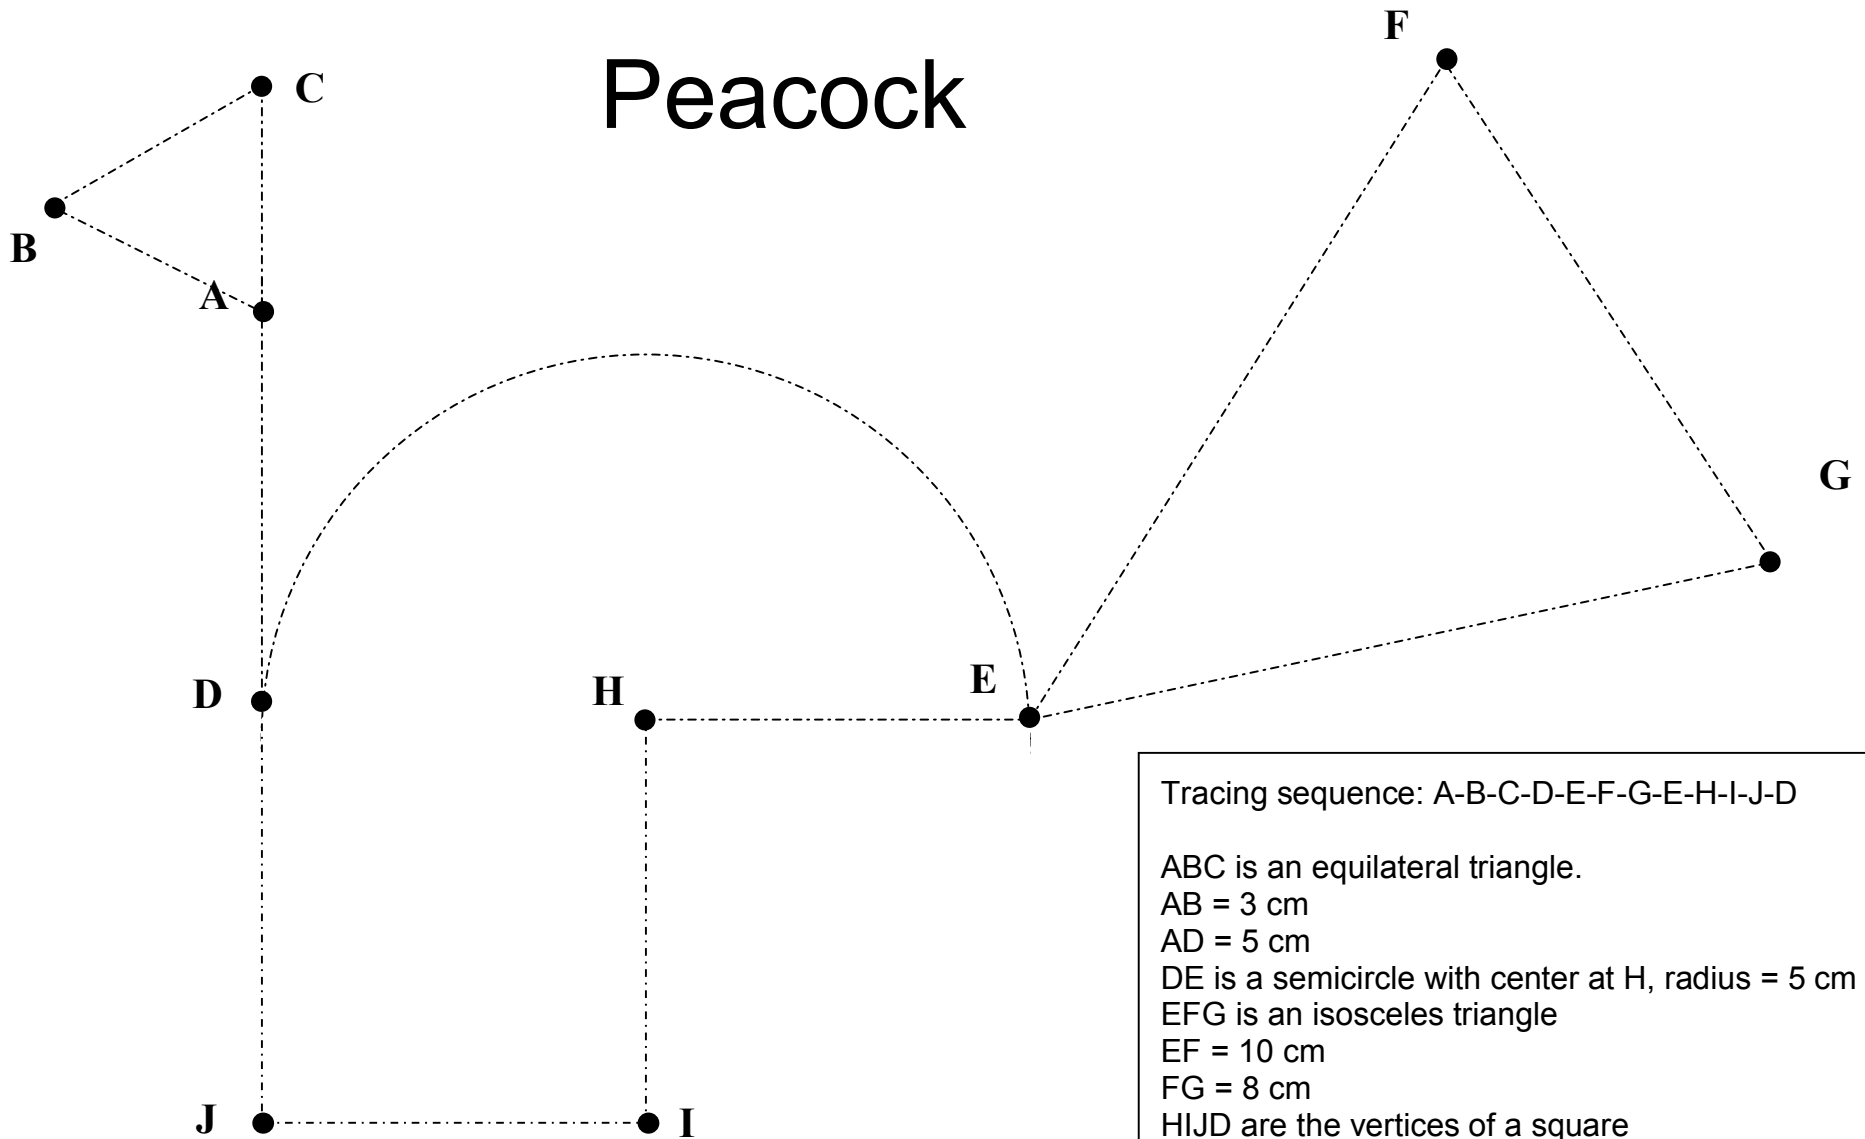 F
Peacock
C
B
A
G
D
H
E
Tracing sequence: A-B-C-D-E-F-G-E-H-I-J-D
ABC is an equilateral triangle.
AB = 3 cm
AD = 5 cm
DE is a semicircle with center at H, radius = 5 cm
EFG is an isosceles triangle
EF = 10 cm
FG = 8 cm
HIJD are the vertices of a square
J
I